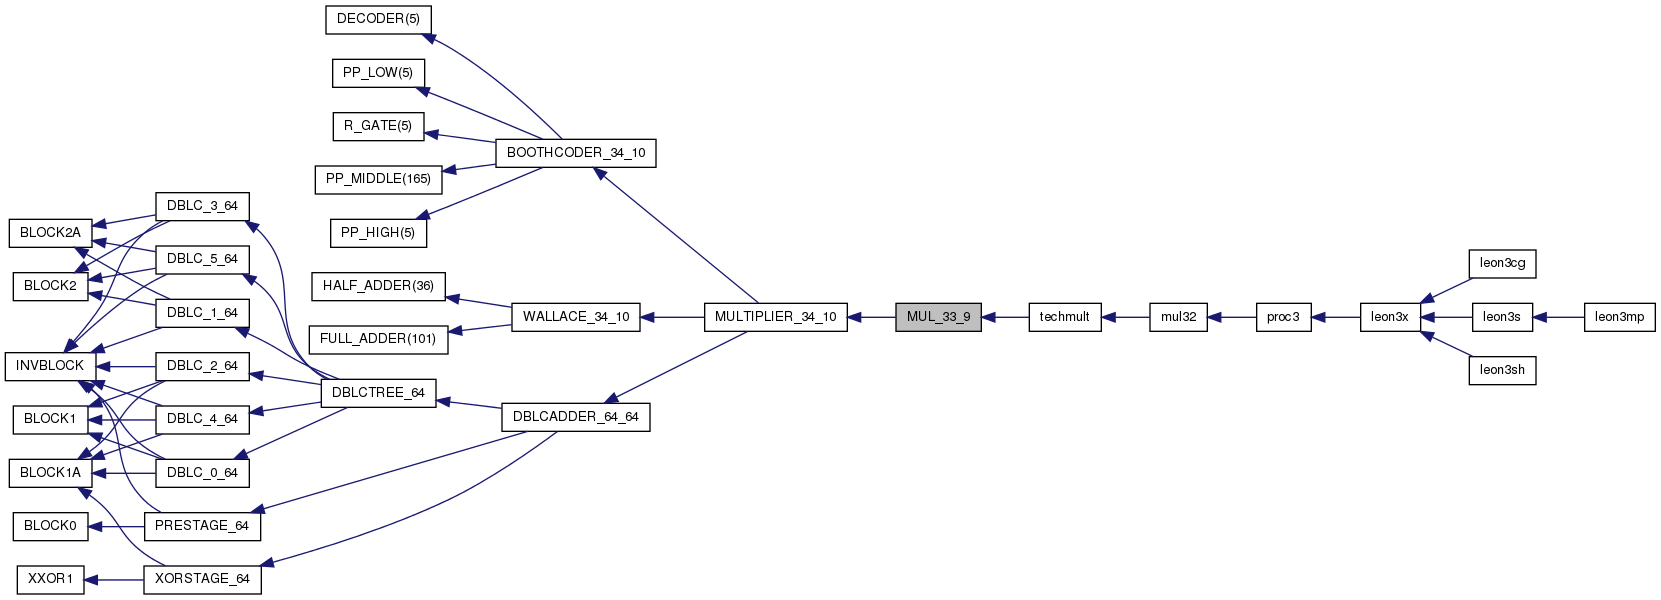 DECODER(5)
PP_LOW(5)
R_GATE(5)
PP_MIDDLE(165)
PP_HIGH(5)
BOOTHCODER_34_10
HALF_ADDER(36)
FULL_ADDER(101)
WALLACE_34_10
BLOCK2A
BLOCK2
INVBLOCK
BLOCK1
BLOCK1A
BLOCK0
XXOR1
DBLC_3_64
DBLC_5_64
DBLC_1_64
DBLC_2_64
DBLC_4_64
DBLC_0_64
PRESTAGE_64
XORSTAGE_64
DBLCTREE_64
DBLCADDER_64_64
MULTIPLIER_34_10
MUL_33_9
techmult
mul32
proc3
leon3x
leon3cg
leon3s
leon3sh
leon3mp